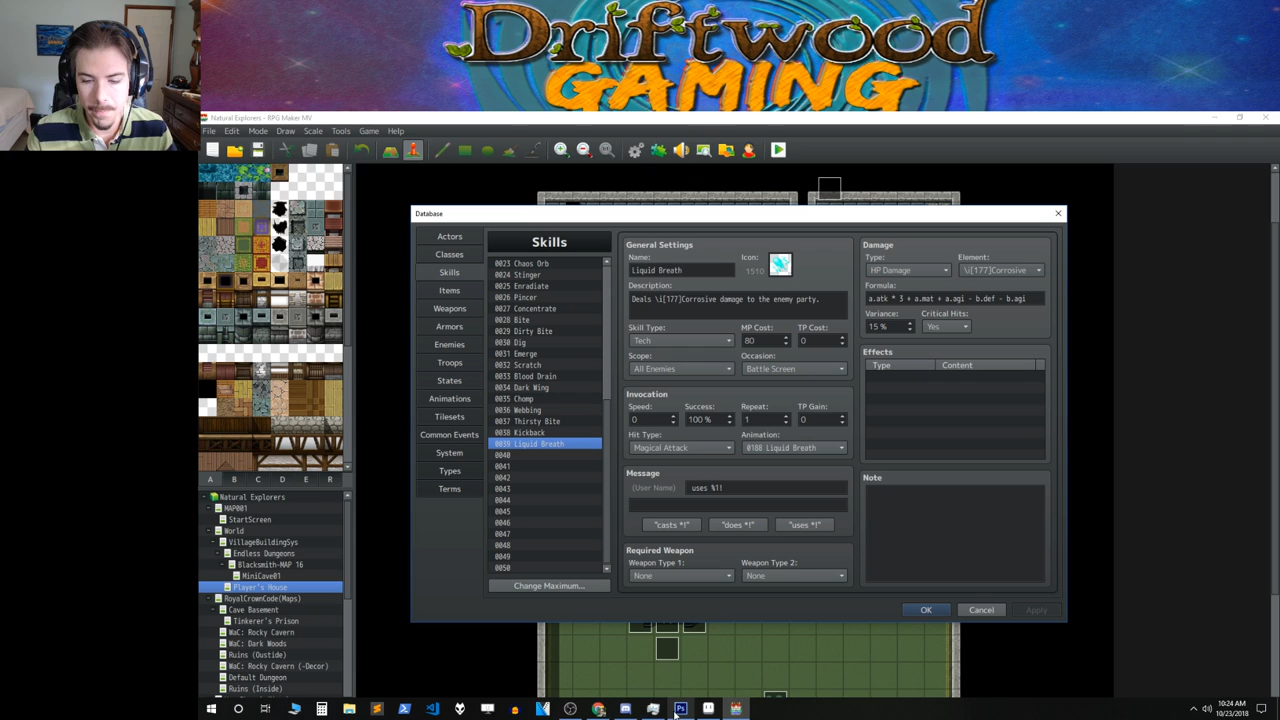 Driftwood
GAMING
Natural Explorers - RPG Maker MV
File Edit Mode Draw Scale Tools Game Help
Database
Actors
Classes
Skills
Items
Weapons
Armors
Enemies
Troops
States
Animations
Tilesets
Common Events
System
Types
Terms
Skills
0023 Chaos Orb
0024 Stinger
0025 Enradiate
0026 Pincer
0027 Concentrate
0028 Bite
0029 Dirty Bite
0030 Dig
0031 Emerge
0032 Scratch
0033 Blood Drain
0034 Dark Wing
0035 Chomp
0036 Webbing
0037 Thirsty Bite
0038 Kickback
0039 Liquid Breath
0040
0041
0042
0043
0044
0045
0046
0047
0048
0049
0050
Change Maximum...
General Settings
Name: Icon:
Liquid Breath 1510
Description:
Deals \i[177]Corrosive damage to the enemy party.
Skill Type: MP Cost: TP Cost:
Tech 80 0
Scope: Occasion:
All Enemies Battle Screen
Invocation
Speed: Success: Repeat: TP Gain:
0 100 % 1 0
Hit Type: Animation:
Magical Attack 0188 Liquid Breath
Message
(User Name) uses %1!
"casts *!" "does *!" "uses *!"
Required Weapon
Weapon Type 1: Weapon Type 2:
None None
Damage
Type: Element:
HP Damage \i[177]Corrosive
Formula:
a.atk * 3 + a.mat + a.agi - b.def - b.agi
Variance: Critical Hits:
15 % Yes
Effects
Type Content
Note
OK Cancel Apply
A B C D E R
Natural Explorers
MAP001
StartScreen
World
VillageBuildingSys
Endless Dungeons
Blacksmith-MAP 16
MiniCave01
Player's House
RoyalCrownCode(Maps)
Cave Basement
Tinkerer's Prison
WaC: Rocky Cavern
WaC: Dark Woods
Ruins (Oustide)
WaC: Rocky Cavern (-Decor)
Default Dungeon
Ruins (Inside)
Ps
10:24 AM
10/23/2018